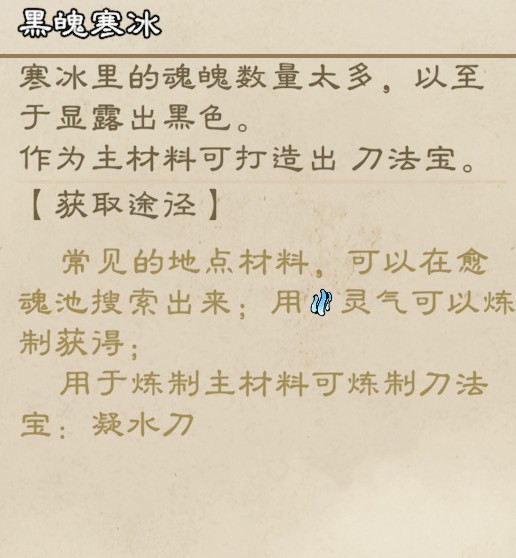 黑魄寒冰
寒冰里的魂魄数量太多，以至
于显露出黑色。
作为主材料可打造出 刀法宝。
【获取途径】
常见的地点材料，可以在愈
魂池搜索出来；用灵气可以炼
制获得；
用于炼制主材料可炼制刀法
宝：凝水刀